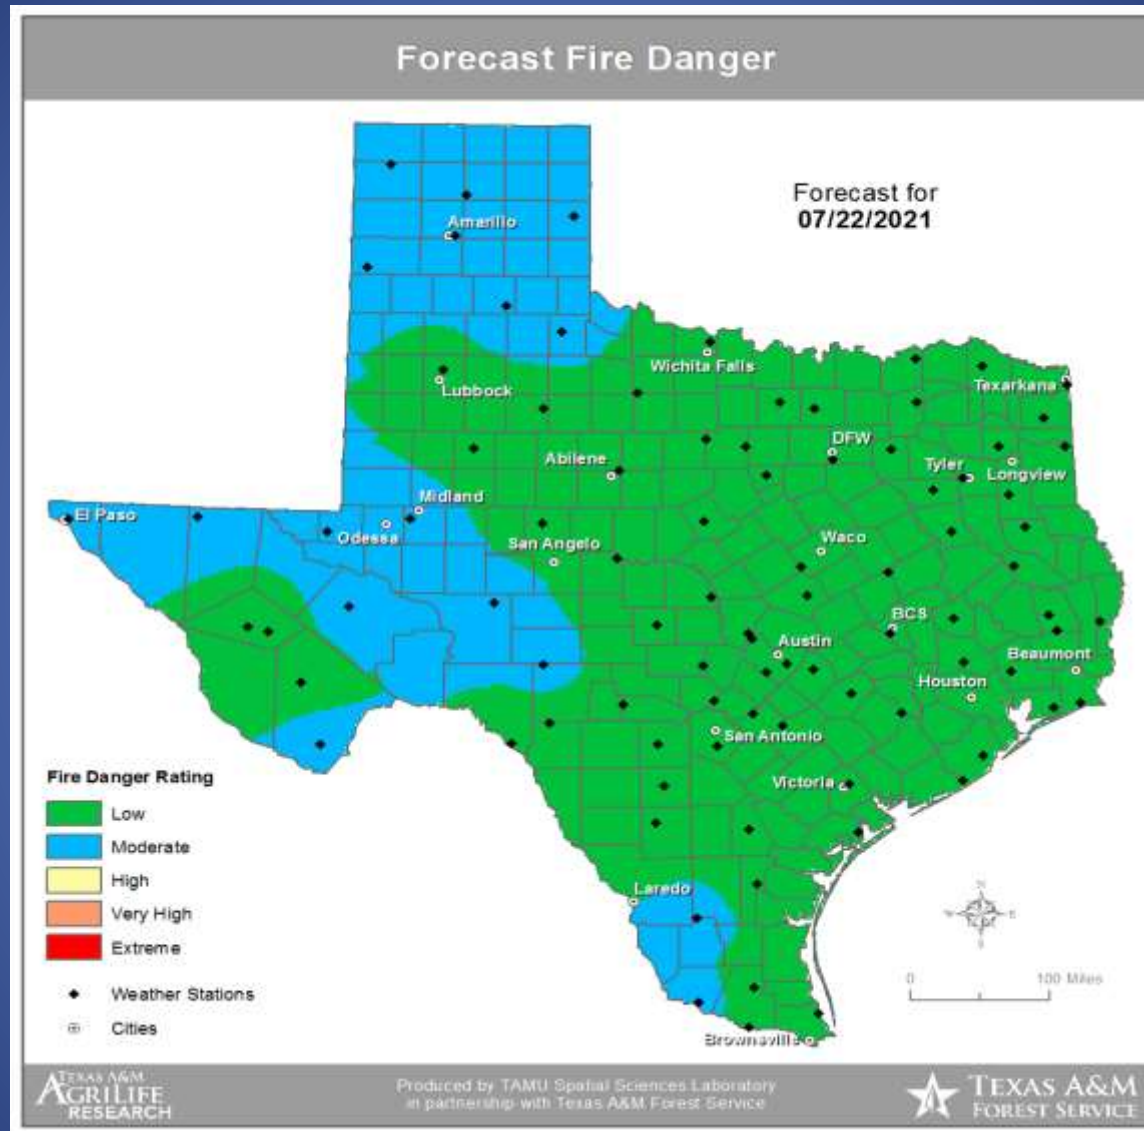 Forecast Fire Danger
Forecast for
07/22/2021
Amarillo
Wichita Falls
Lubbock
Texarkana
DFW
Abilene
Tyler
Longview
Midland
El Paso
Odessa
San Angelo
Waco
BCS
Austin
Beaumont
Houston
San Antonio
Victoria
Laredo
Brownsville
Fire Danger Rating
Low
Moderate
High
Very High
Extreme
Weather Stations
Cities
N
W E
S
0 100 Miles
TEXAS A&M
AGRILIFE
RESEARCH
Produced by TAMU Spatial Sciences Laboratory
in partnership with Texas A&M Forest Service
TEXAS A&M
FOREST SERVICE